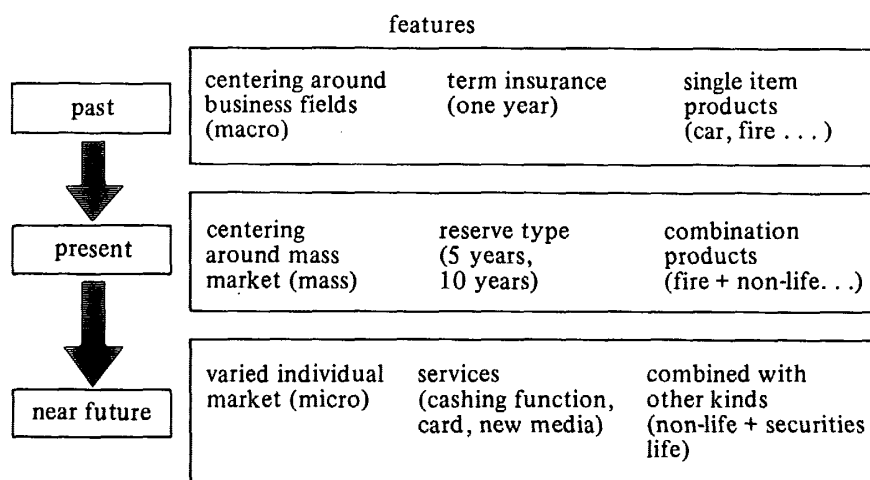 features
past
centering around
business fields
(macro)
term insurance
(one year)
single item
products
(car, fire . . . )
present
centering
around mass
market (mass)
reserve type
(5 years,
10 years)
combination
products
(fire + non-life. . .)
near future
varied individual
market (micro)
services
(cashing function,
card, new media)
combined with
other kinds
(non-life + securities
life)